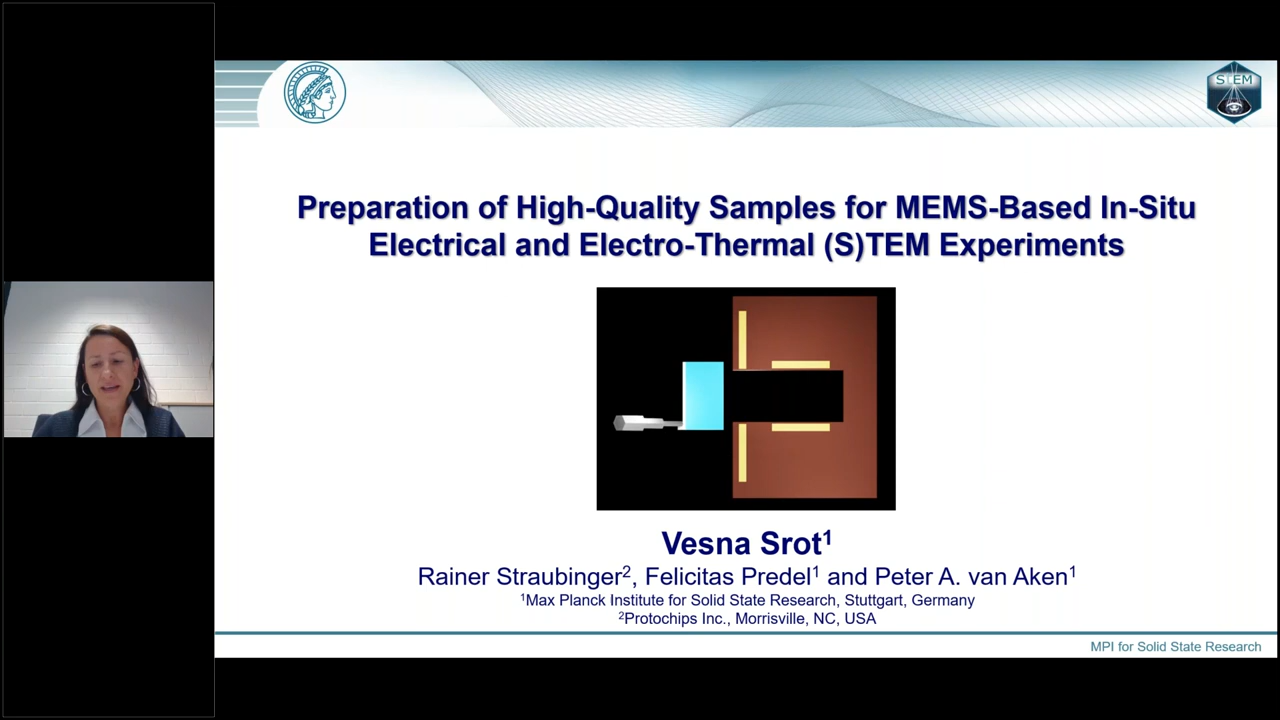 STEM
Preparation of High-Quality Samples for MEMS-Based In-Situ
Electrical and Electro-Thermal (S)TEM Experiments
Vesna Srot¹
Rainer Straubinger², Felicitas Predel¹ and Peter A. van Aken¹
¹Max Planck Institute for Solid State Research, Stuttgart, Germany
²Protochips Inc., Morrisville, NC, USA
MPI for Solid State Research